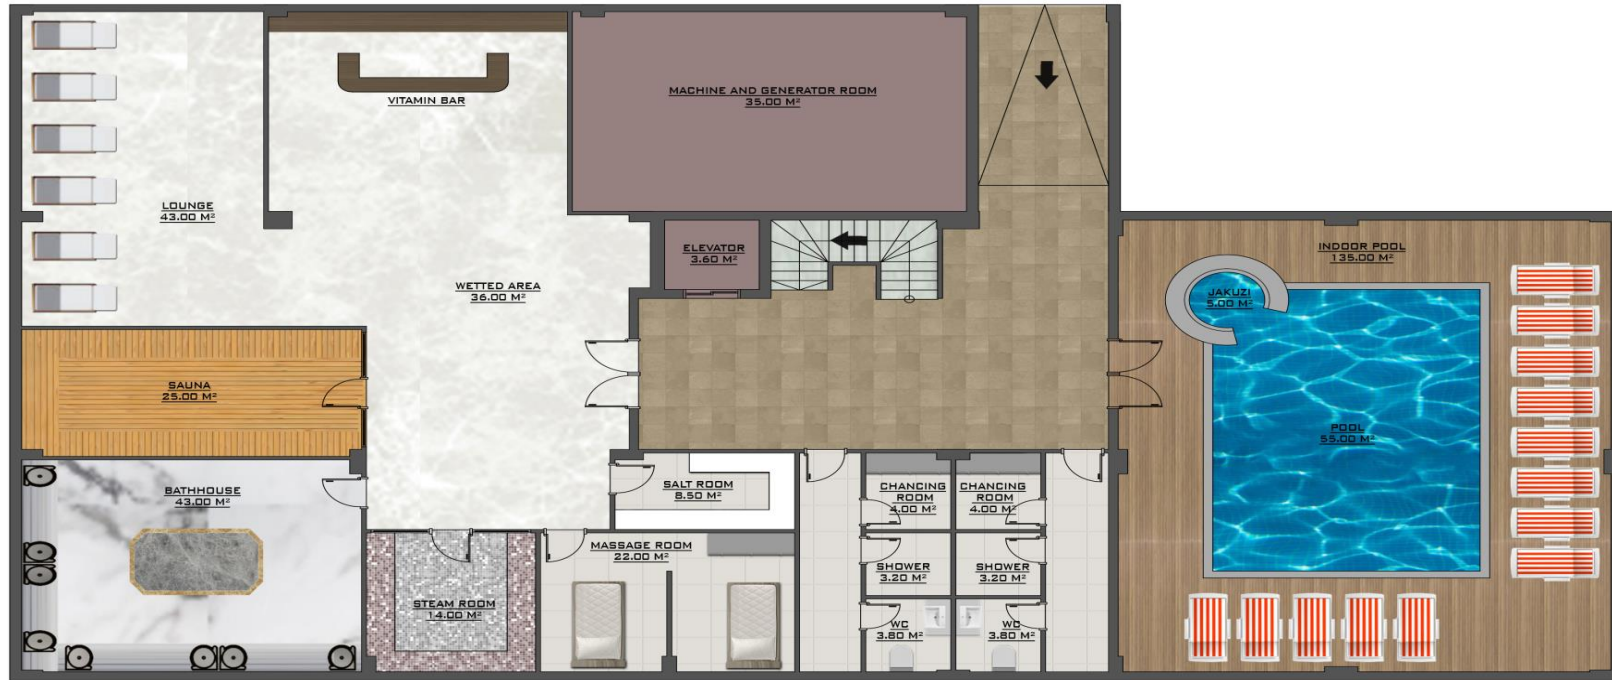 VITAMIN BAR
MACHINE AND GENERATOR ROOM
35.00 M²
LOUNGE
43.00 M²
ELEVATOR
3.60 M²
INDOOR POOL
135.00 M²
WETTED AREA
36.00 M²
JAKUZI
5.00 M²
SAUNA
25.00 M²
POOL
55.00 M²
BATHHOUSE
43.00 M²
SALT ROOM
8.50 M²
CHANCING
ROOM
4.00 M²
CHANCING
ROOM
4.00 M²
MASSAGE ROOM
22.00 M²
SHOWER
3.20 M²
SHOWER
3.20 M²
STEAM ROOM
14.00 M²
WC
3.80 M²
WC
3.80 M²